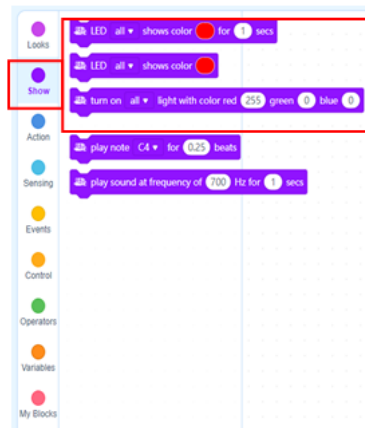 Looks
Show
Action
Sensing
Events
Control
Operators
Variables
My Blocks
LED all ▾ shows color for 1 secs
LED all ▾ shows color
turn on all ▾ light with color red 255 green 0 blue 0
play note C4 ▾ for 0.25 beats
play sound at frequency of 700 Hz for 1 secs